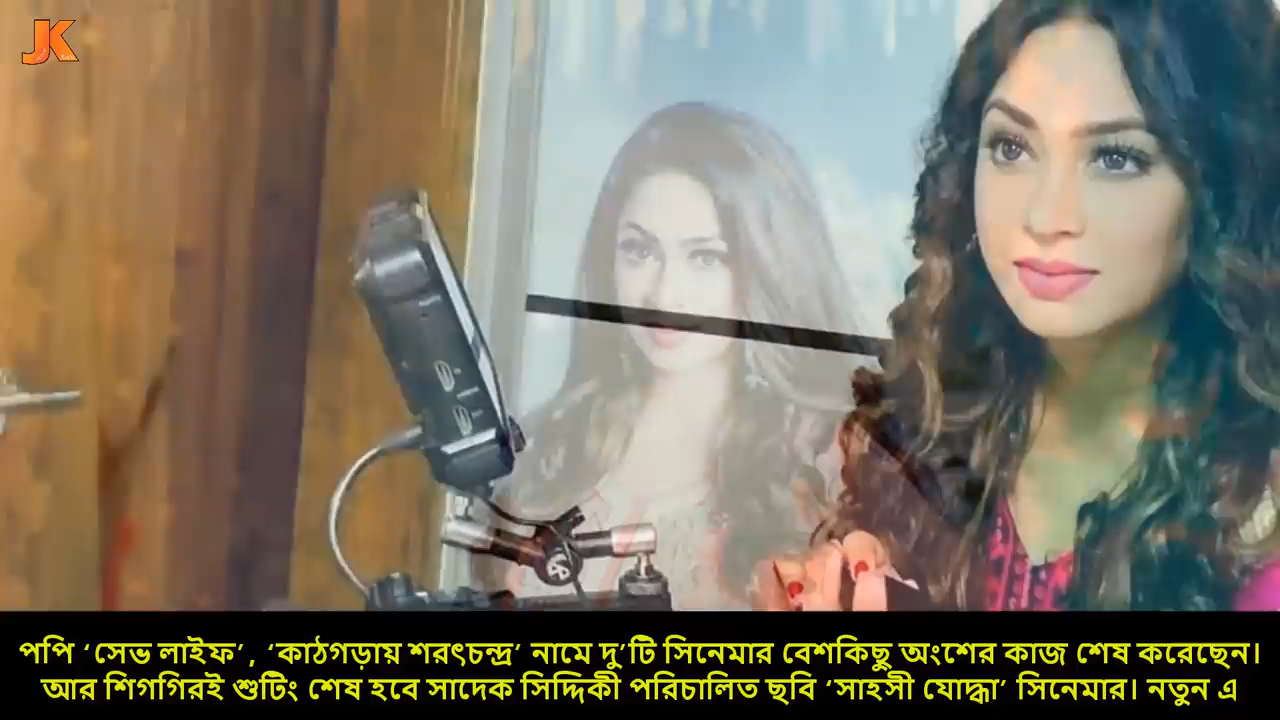 JK
পপি ‘সেভ লাইফ’, ‘কাঠগড়ায় শরৎচন্দ্র’ নামে দু’টি সিনেমার বেশকিছু অংশের কাজ শেষ করেছেন।
আর শিগগিরই শুটিং শেষ হবে সাদেক সিদ্দিকী পরিচালিত ছবি ‘সাহসী যোদ্ধা’ সিনেমার। নতুন এ